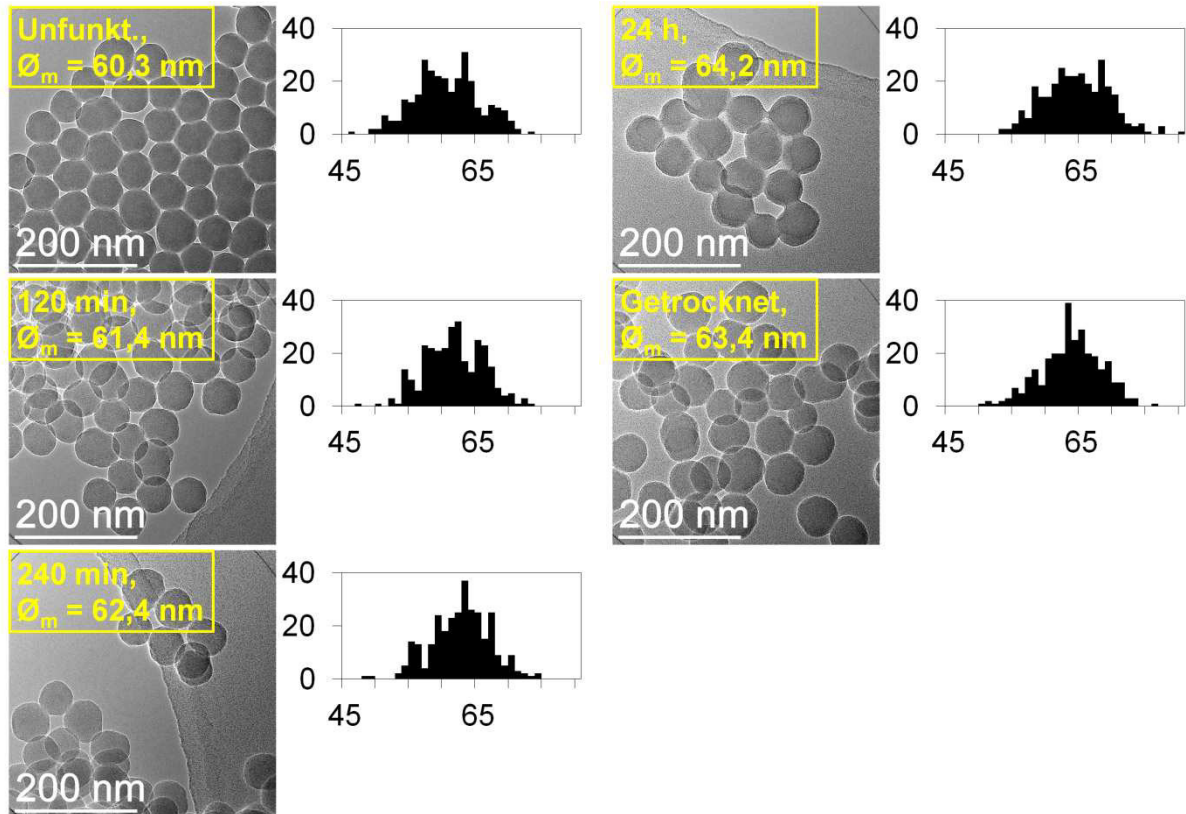 Unfunkt.,
Øm = 60,3 nm
200 nm
40
20
0
45 65
120 min,
Øm = 61,4 nm
200 nm
40
20
0
45 65
240 min,
Øm = 62,4 nm
200 nm
40
20
0
45 65
24 h,
Øm = 64,2 nm
200 nm
40
20
0
45 65
Getrocknet,
Øm = 63,4 nm
200 nm
40
20
0
45 65